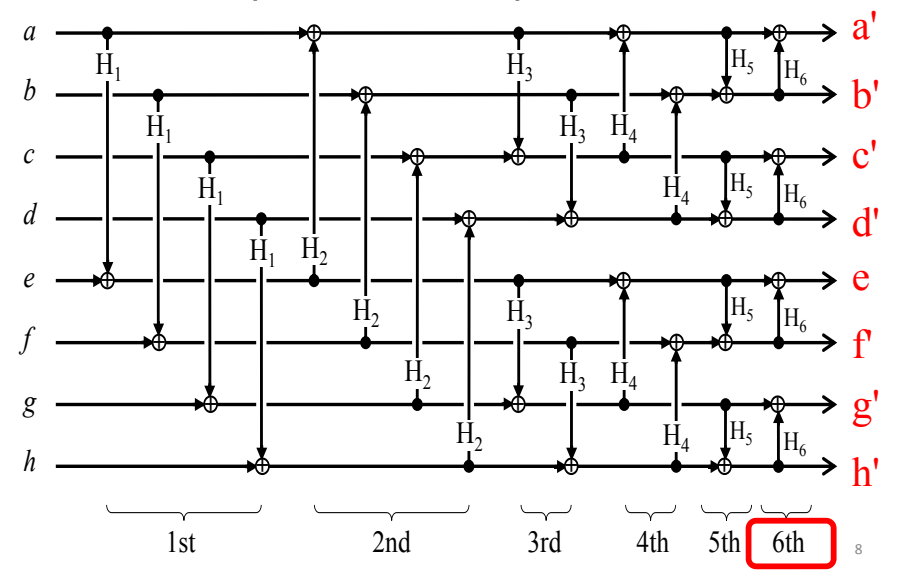 a a'
H₁ H₃ H₅ H₆
b b'
H₁ H₃ H₄
c c'
H₁ H₄ H₅ H₆
d d'
H₁ H₂
e e
H₂ H₃ H₅ H₆
f f'
H₂ H₃ H₄
g g'
H₂ H₄ H₅ H₆
h h'
1st 2nd 3rd 4th 5th 6th 8